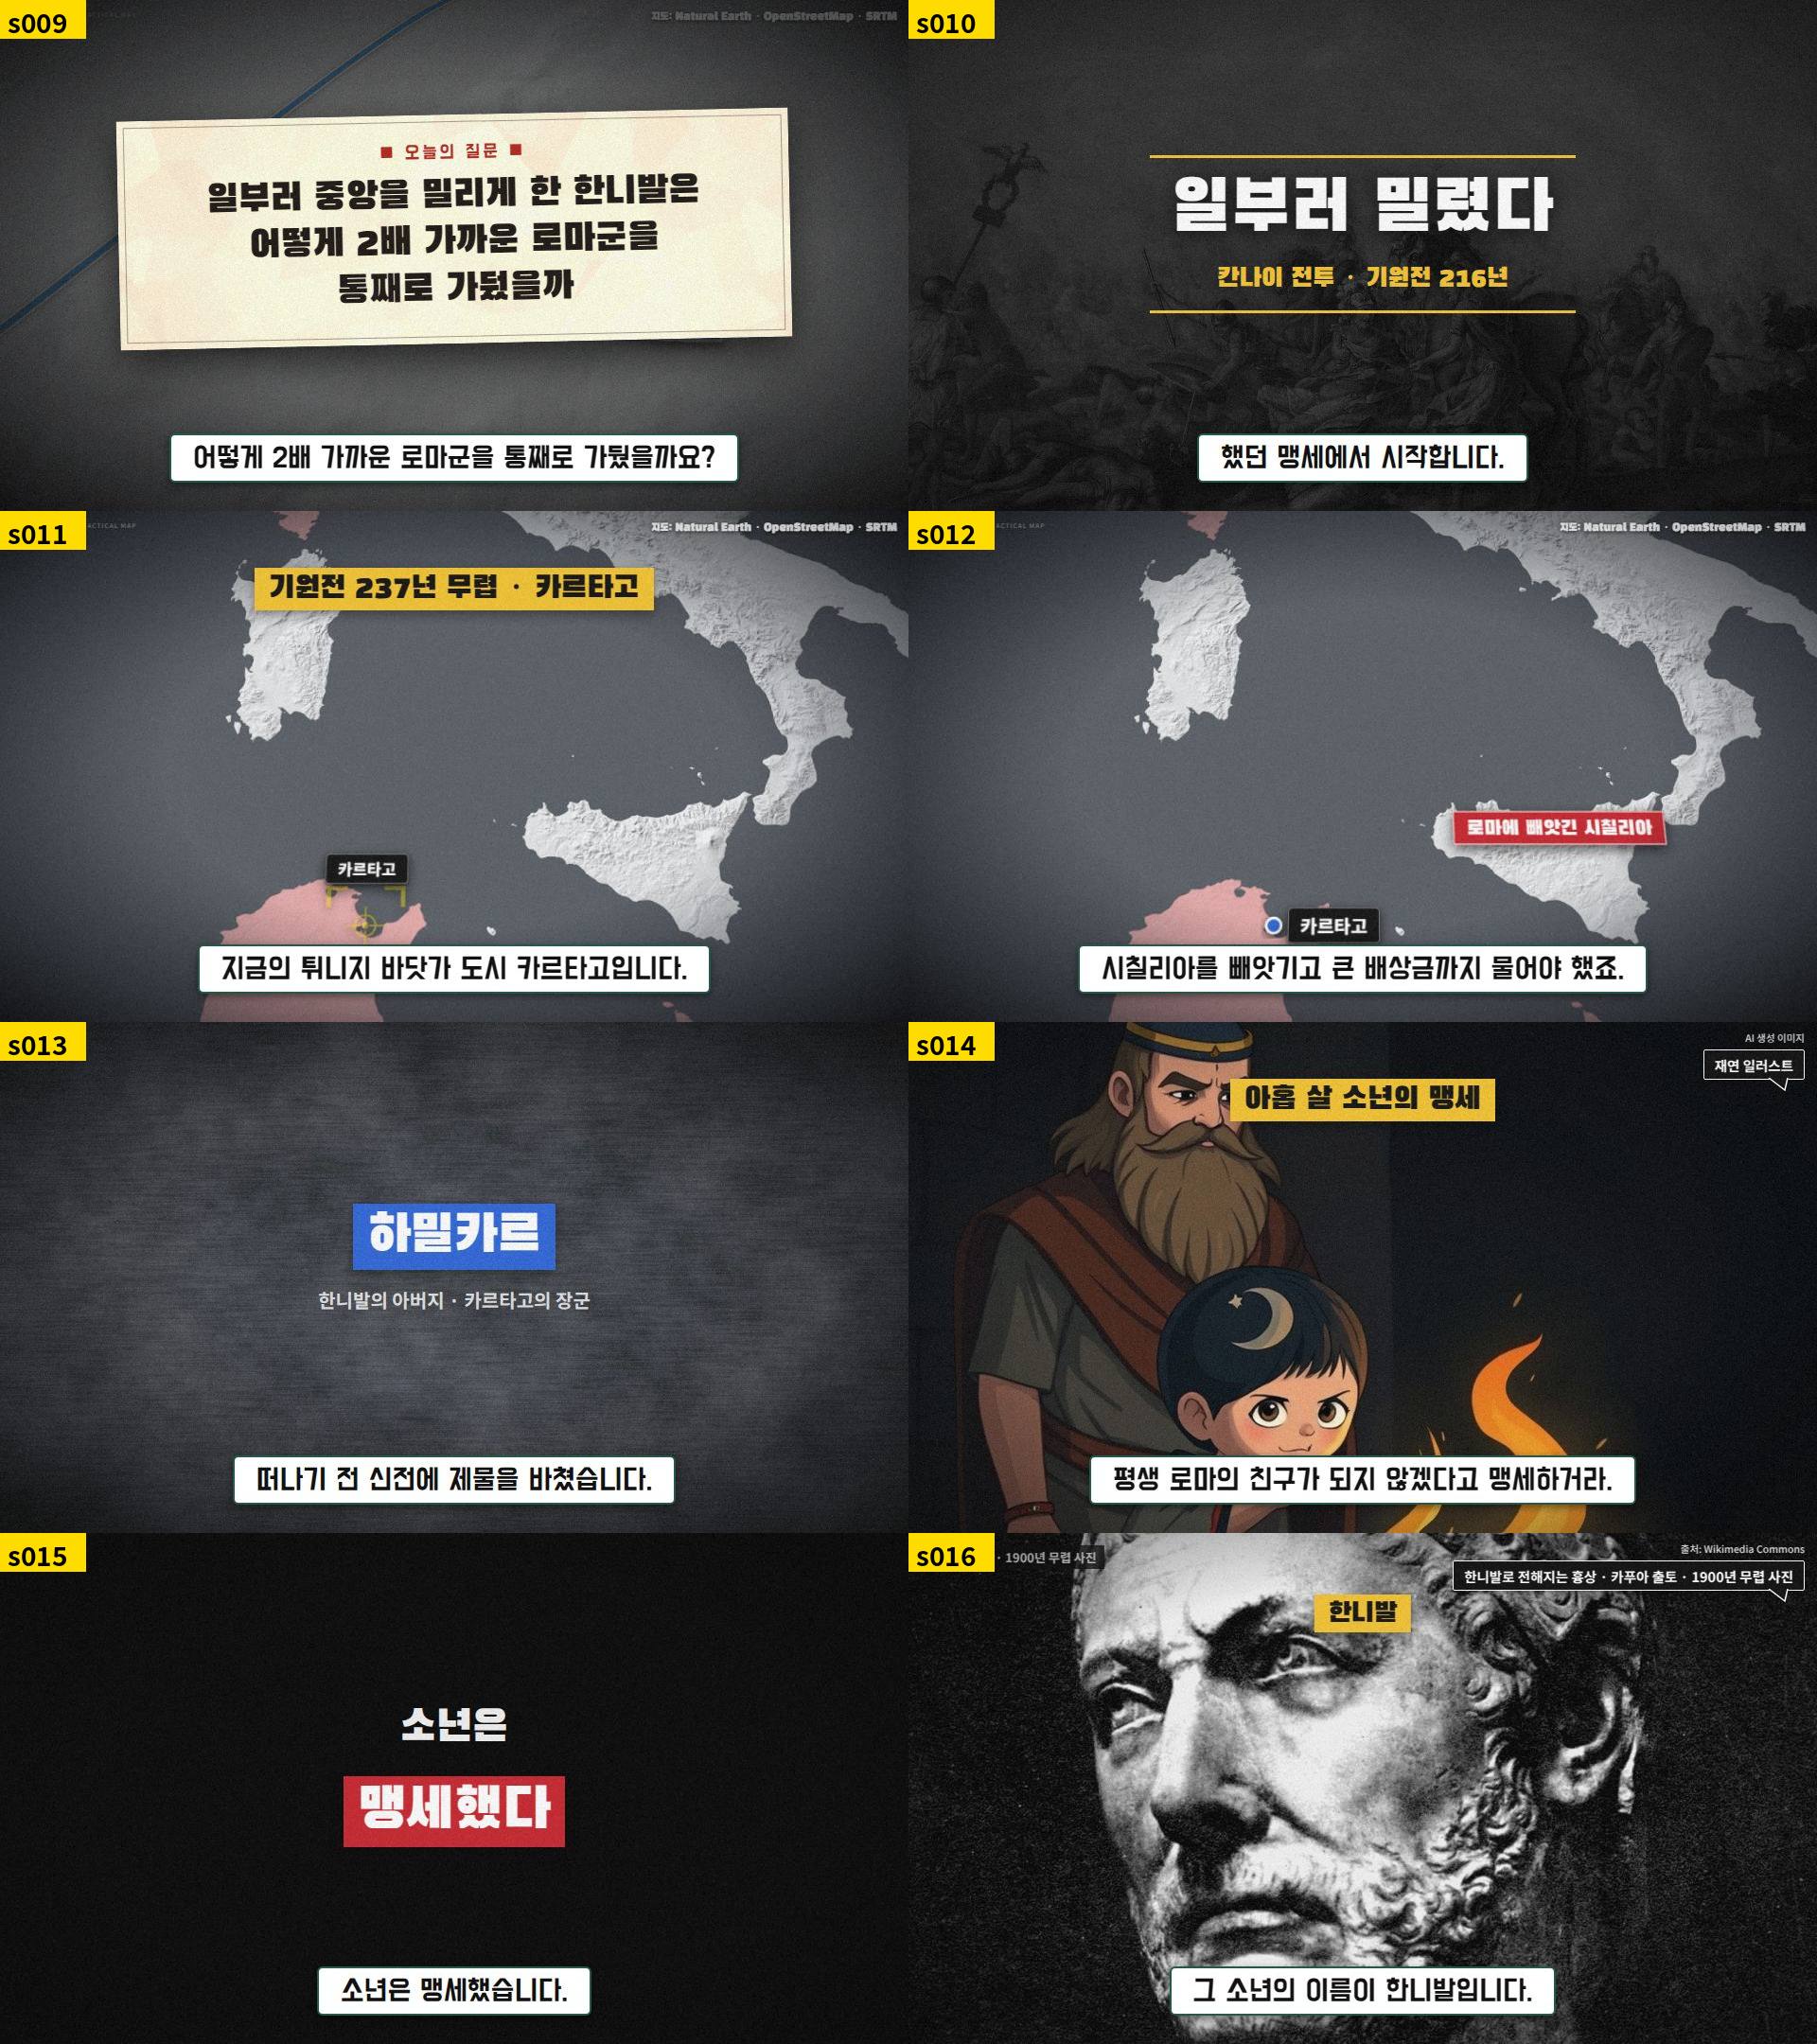 s009
지도: Natural Earth · OpenStreetMap · SRTM
■ 오늘의 질문 ■
일부러 중앙을 밀리게 한 한니발은
어떻게 2배 가까운 로마군을
통째로 가뒀을까
어떻게 2배 가까운 로마군을 통째로 가뒀을까요?
s010
일부러 밀렸다
칸나이 전투 · 기원전 216년
했던 맹세에서 시작합니다.
s011
ACTICAL MAP
지도: Natural Earth · OpenStreetMap · SRTM
기원전 237년 무렵 · 카르타고
카르타고
지금의 튀니지 바닷가 도시 카르타고입니다.
s012
ACTICAL MAP
지도: Natural Earth · OpenStreetMap · SRTM
로마에 빼앗긴 시칠리아
카르타고
시칠리아를 빼앗기고 큰 배상금까지 물어야 했죠.
s013
하밀카르
한니발의 아버지 · 카르타고의 장군
떠나기 전 신전에 제물을 바쳤습니다.
s014
AI 생성 이미지
재연 일러스트
아홉 살 소년의 맹세
평생 로마의 친구가 되지 않겠다고 맹세하거라.
s015
소년은
맹세했다
소년은 맹세했습니다.
s016
· 1900년 무렵 사진
출처: Wikimedia Commons
한니발로 전해지는 흉상 · 카푸아 출토 · 1900년 무렵 사진
한니발
그 소년의 이름이 한니발입니다.